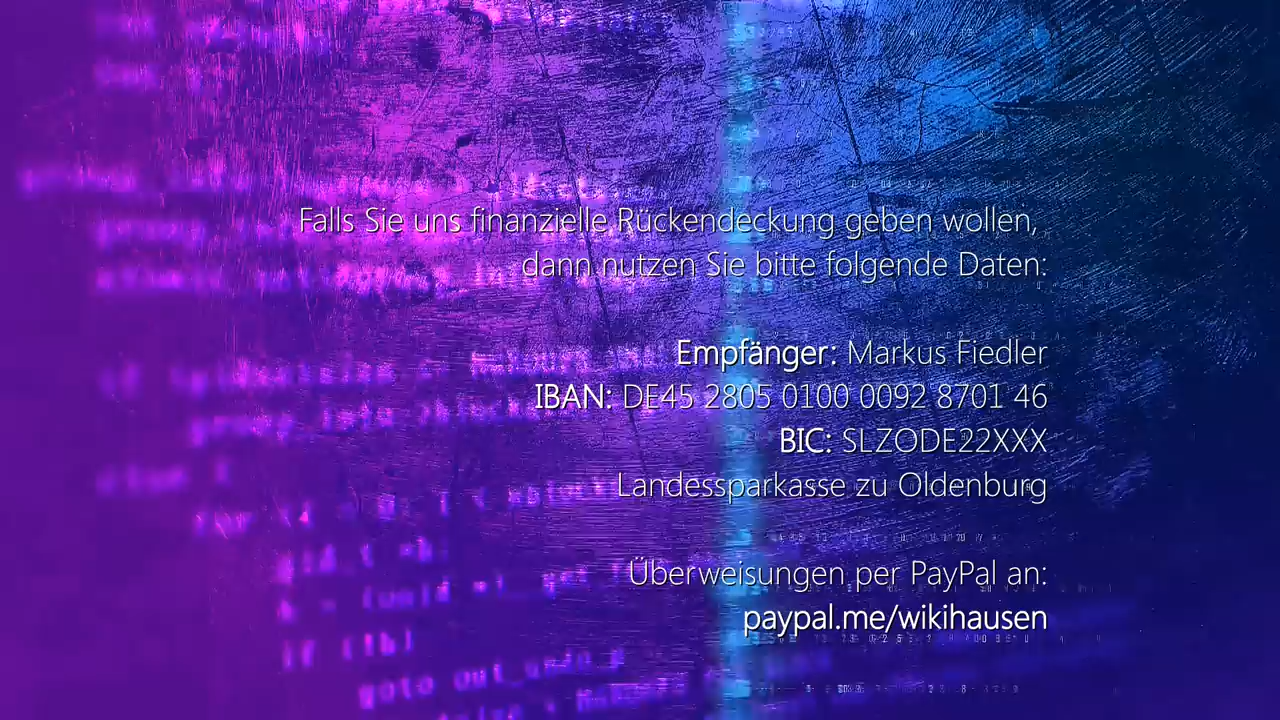 Falls Sie uns finanzielle Rückendeckung geben wollen,
dann nutzen Sie bitte folgende Daten:
Empfänger: Markus Fiedler
IBAN: DE45 2805 0100 0092 8701 46
BIC: SLZODE22XXX
Landessparkasse zu Oldenburg
Überweisungen per PayPal an:
paypal.me/wikihausen